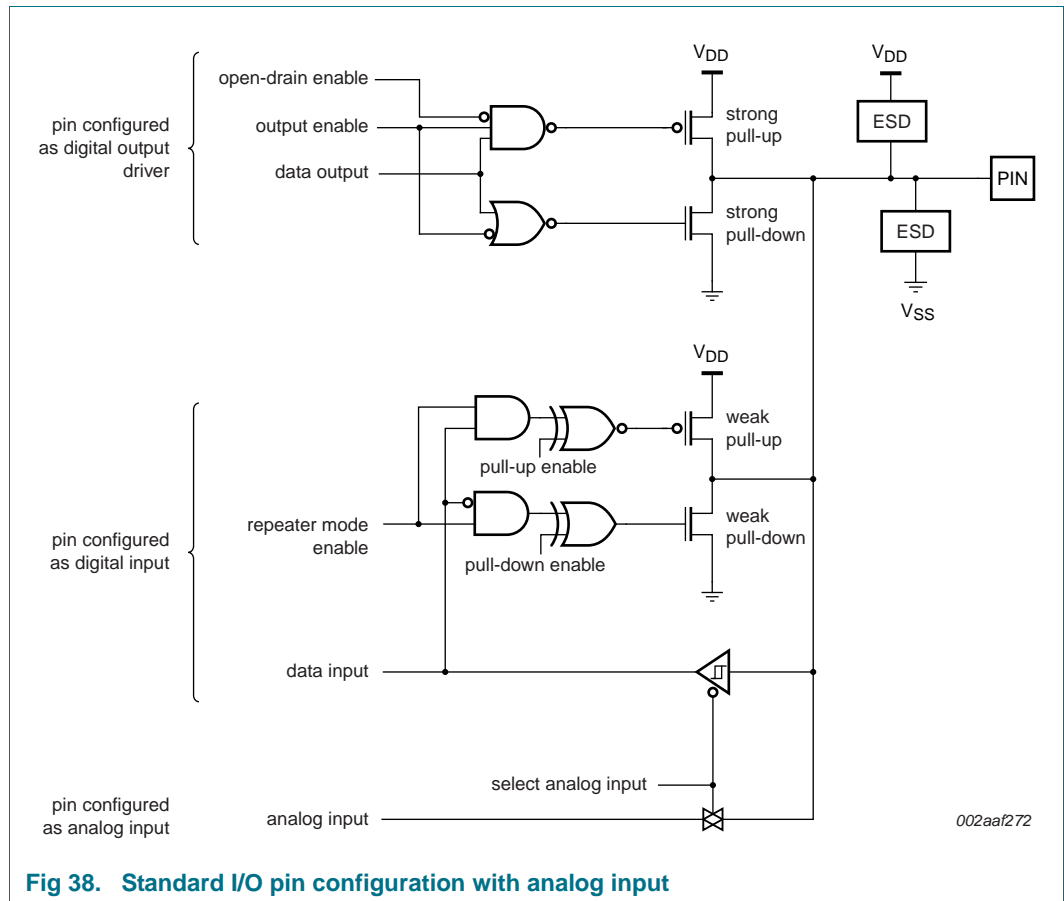 open-drain enable
output enable
data output
pin configured
as digital output
driver
VDD
strong
pull-up
strong
pull-down
VDD
ESD
PIN
ESD
VSS
VDD
weak
pull-up
pull-up enable
repeater mode
enable
weak
pull-down
pull-down enable
pin configured
as digital input
data input
select analog input
pin configured
as analog input
analog input
002aaf272
Fig 38. Standard I/O pin configuration with analog input